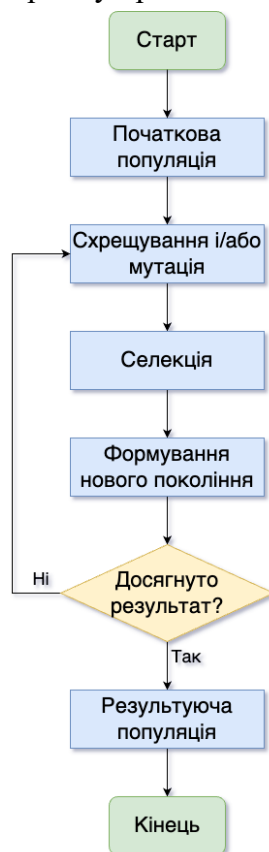 Старт
Початкова
популяція
Схрещування і/або
мутація
Селекція
Формування
нового покоління
Досягнуто
результат?
Ні
Так
Результуюча
популяція
Кінець